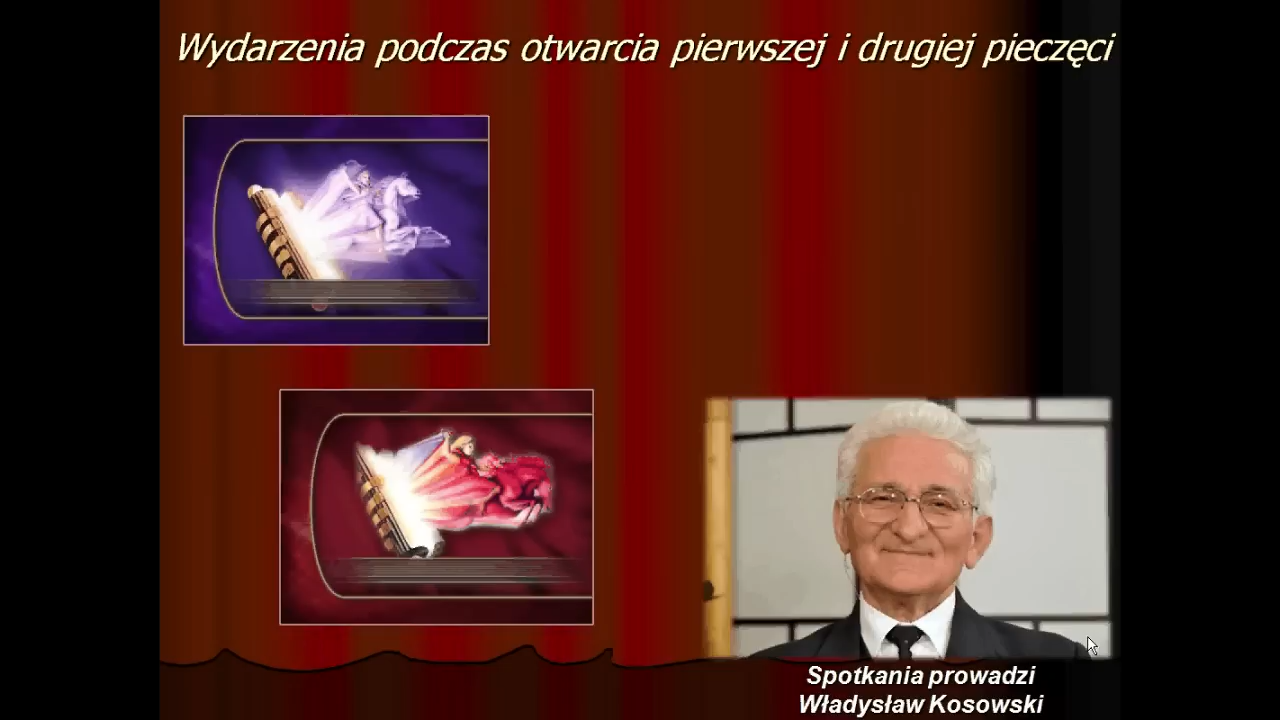 Wydarzenia podczas otwarcia pierwszej i drugiej pieczęci
Spotkania prowadzi
Władysław Kosowski